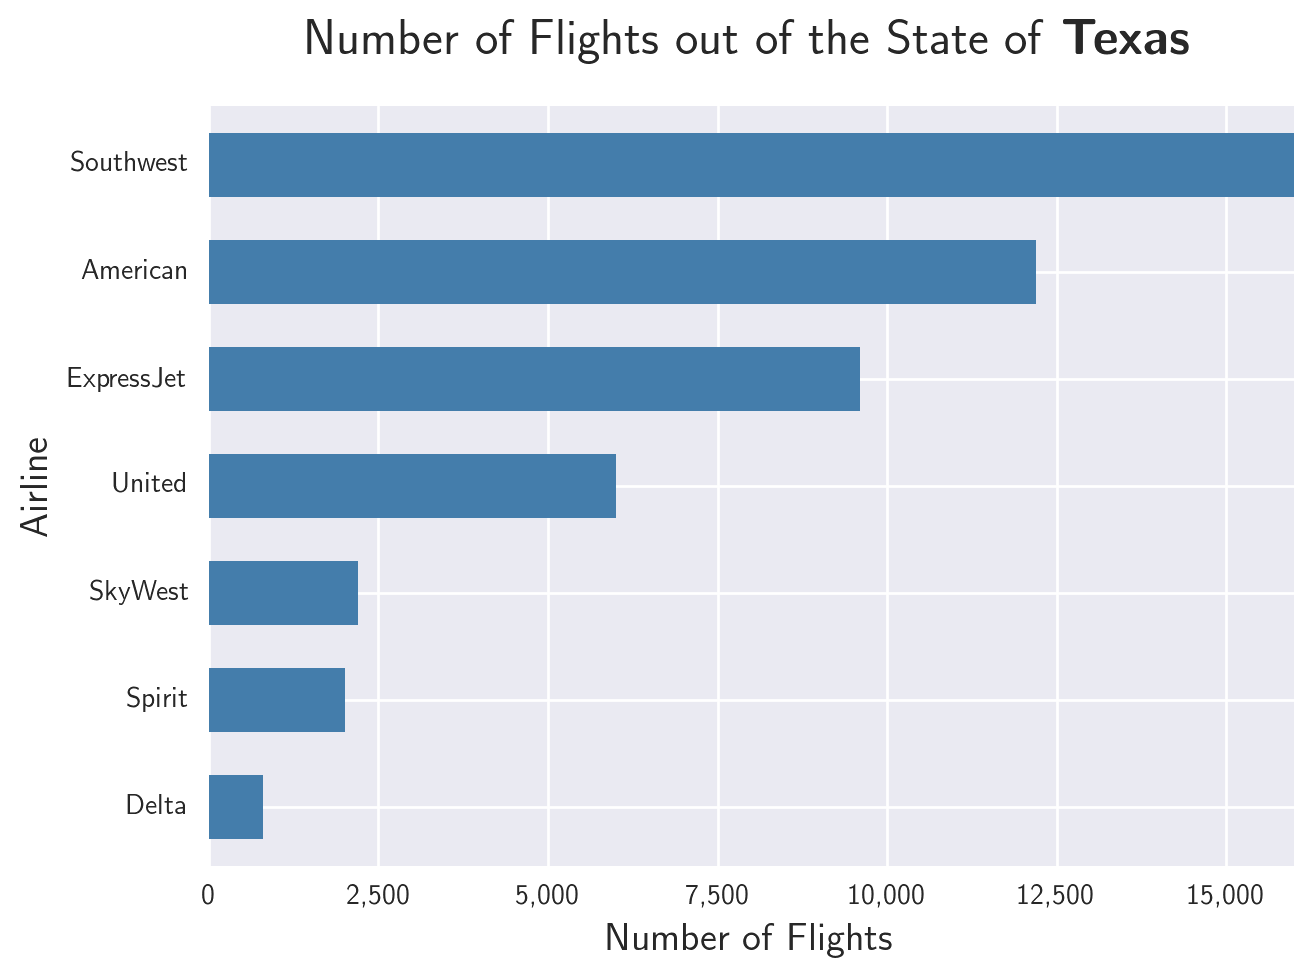 Number of Flights out of the State of Texas
Southwest
American
ExpressJet
United
SkyWest
Spirit
Delta
Airline
0 2,500 5,000 7,500 10,000 12,500 15,000
Number of Flights